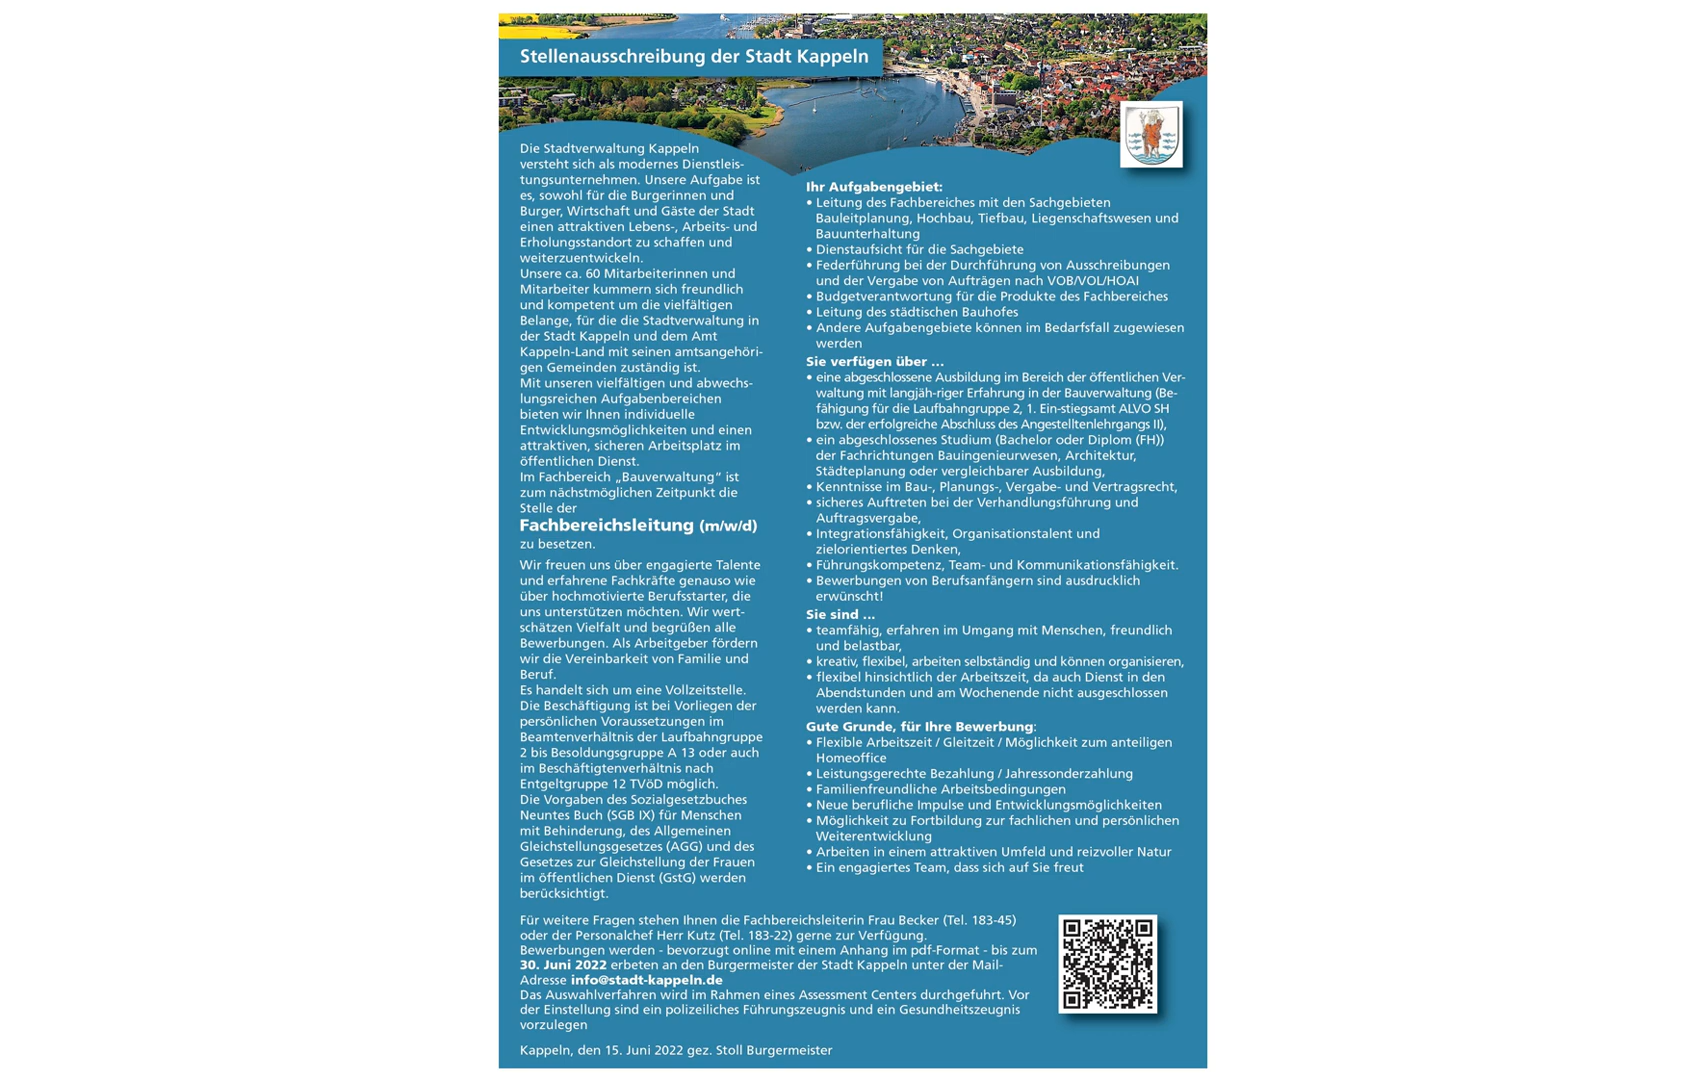 Stellenausschreibung der Stadt Kappeln
Die Stadtverwaltung Kappeln
versteht sich als modernes Dienstleis-
tungsunternehmen. Unsere Aufgabe ist
es, sowohl für die Burgerinnen und
Burger, Wirtschaft und Gäste der Stadt
einen attraktiven Lebens-, Arbeits- und
Erholungsstandort zu schaffen und
weiterzuentwickeln.
Unsere ca. 60 Mitarbeiterinnen und
Mitarbeiter kummern sich freundlich
und kompetent um die vielfältigen
Belange, für die die Stadtverwaltung in
der Stadt Kappeln und dem Amt
Kappeln-Land mit seinen amtsangehöri-
gen Gemeinden zuständig ist.
Mit unseren vielfältigen und abwechs-
lungsreichen Aufgabenbereichen
bieten wir Ihnen individuelle
Entwicklungsmöglichkeiten und einen
attraktiven, sicheren Arbeitsplatz im
öffentlichen Dienst.
Im Fachbereich „Bauverwaltung“ ist
zum nächstmöglichen Zeitpunkt die
Stelle der
Fachbereichsleitung (m/w/d)
zu besetzen.
Wir freuen uns über engagierte Talente
und erfahrene Fachkräfte genauso wie
über hochmotivierte Berufsstarter, die
uns unterstützen möchten. Wir wert-
schätzen Vielfalt und begrüßen alle
Bewerbungen. Als Arbeitgeber fördern
wir die Vereinbarkeit von Familie und
Beruf.
Es handelt sich um eine Vollzeitstelle.
Die Beschäftigung ist bei Vorliegen der
persönlichen Voraussetzungen im
Beamtenverhältnis der Laufbahngruppe
2 bis Besoldungsgruppe A 13 oder auch
im Beschäftigtenverhältnis nach
Entgeltgruppe 12 TVöD möglich.
Die Vorgaben des Sozialgesetzbuches
Neuntes Buch (SGB IX) für Menschen
mit Behinderung, des Allgemeinen
Gleichstellungsgesetzes (AGG) und des
Gesetzes zur Gleichstellung der Frauen
im öffentlichen Dienst (GstG) werden
berücksichtigt.
Ihr Aufgabengebiet:
• Leitung des Fachbereiches mit den Sachgebieten
Bauleitplanung, Hochbau, Tiefbau, Liegenschaftswesen und
Bauunterhaltung
• Dienstaufsicht für die Sachgebiete
• Federführung bei der Durchführung von Ausschreibungen
und der Vergabe von Aufträgen nach VOB/VOL/HOAI
• Budgetverantwortung für die Produkte des Fachbereiches
• Leitung des städtischen Bauhofes
• Andere Aufgabengebiete können im Bedarfsfall zugewiesen
werden
Sie verfügen über ...
• eine abgeschlossene Ausbildung im Bereich der öffentlichen Ver-
waltung mit langjäh-riger Erfahrung in der Bauverwaltung (Be-
fähigung für die Laufbahngruppe 2, 1. Ein-stiegsamt ALVO SH
bzw. der erfolgreiche Abschluss des Angestelltenlehrgangs II),
• ein abgeschlossenes Studium (Bachelor oder Diplom (FH))
der Fachrichtungen Bauingenieurwesen, Architektur,
Städteplanung oder vergleichbarer Ausbildung,
• Kenntnisse im Bau-, Planungs-, Vergabe- und Vertragsrecht,
• sicheres Auftreten bei der Verhandlungsführung und
Auftragsvergabe,
• Integrationsfähigkeit, Organisationstalent und
zielorientiertes Denken,
• Führungskompetenz, Team- und Kommunikationsfähigkeit.
• Bewerbungen von Berufsanfängern sind ausdrucklich
erwünscht!
Sie sind ...
• teamfähig, erfahren im Umgang mit Menschen, freundlich
und belastbar,
• kreativ, flexibel, arbeiten selbständig und können organisieren,
• flexibel hinsichtlich der Arbeitszeit, da auch Dienst in den
Abendstunden und am Wochenende nicht ausgeschlossen
werden kann.
Gute Grunde, für Ihre Bewerbung:
• Flexible Arbeitszeit / Gleitzeit / Möglichkeit zum anteiligen
Homeoffice
• Leistungsgerechte Bezahlung / Jahressonderzahlung
• Familienfreundliche Arbeitsbedingungen
• Neue berufliche Impulse und Entwicklungsmöglichkeiten
• Möglichkeit zu Fortbildung zur fachlichen und persönlichen
Weiterentwicklung
• Arbeiten in einem attraktiven Umfeld und reizvoller Natur
• Ein engagiertes Team, dass sich auf Sie freut
Für weitere Fragen stehen Ihnen die Fachbereichsleiterin Frau Becker (Tel. 183-45)
oder der Personalchef Herr Kutz (Tel. 183-22) gerne zur Verfügung.
Bewerbungen werden - bevorzugt online mit einem Anhang im pdf-Format - bis zum
30. Juni 2022 erbeten an den Burgermeister der Stadt Kappeln unter der Mail-
Adresse info@stadt-kappeln.de
Das Auswahlverfahren wird im Rahmen eines Assessment Centers durchgefuhrt. Vor
der Einstellung sind ein polizeiliches Führungszeugnis und ein Gesundheitszeugnis
vorzulegen
Kappeln, den 15. Juni 2022 gez. Stoll Burgermeister